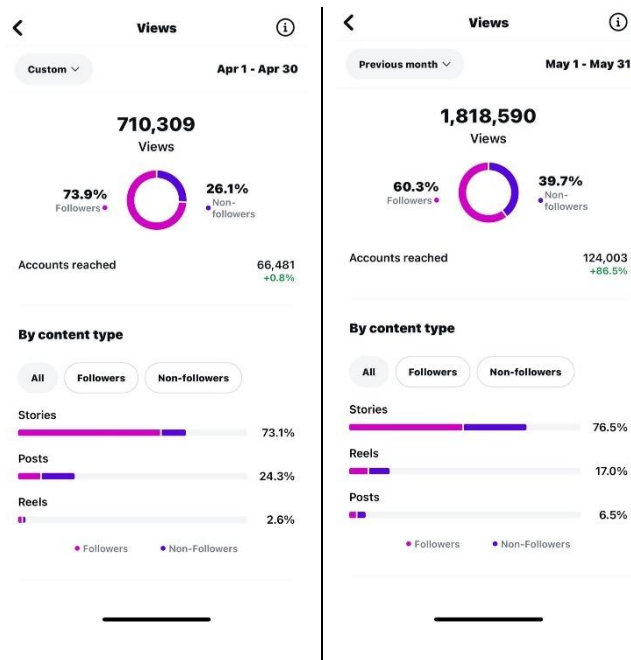 Views
Custom
Apr 1 - Apr 30
710,309
Views
73.9%
Followers
26.1%
Non-
followers
Accounts reached
66,481
+0.8%
By content type
All
Followers
Non-followers
Stories
73.1%
Posts
24.3%
Reels
2.6%
Followers
Non-Followers
Views
Previous month
May 1 - May 31
1,818,590
Views
60.3%
Followers
39.7%
Non-
followers
Accounts reached
124,003
+86.5%
By content type
All
Followers
Non-followers
Stories
76.5%
Reels
17.0%
Posts
6.5%
Followers
Non-Followers